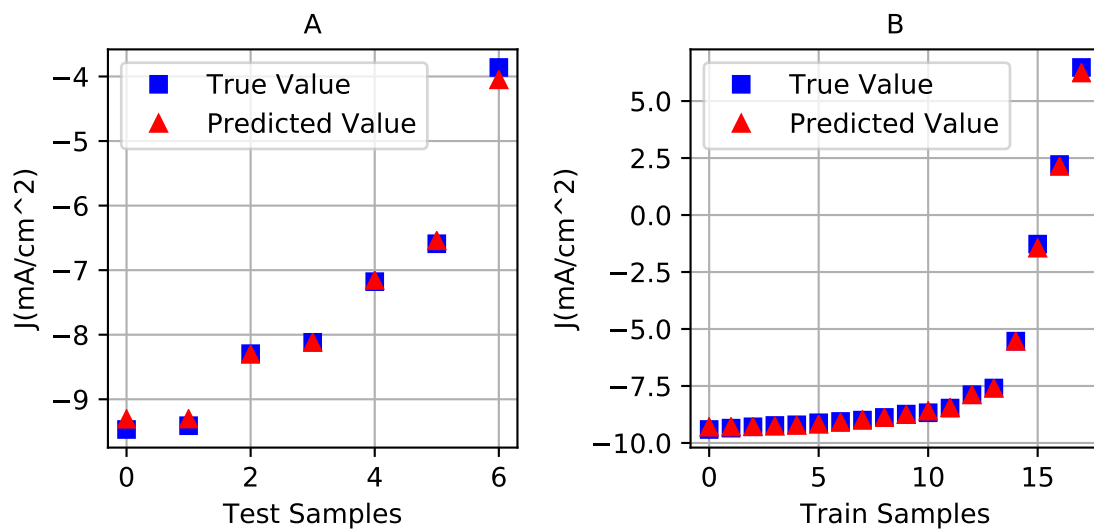 A
J(mA/cm^2)
−4
−5
−6
−7
−8
−9
True Value
Predicted Value
0
2
4
6
Test Samples
B
J(mA/cm^2)
5.0
2.5
0.0
−2.5
−5.0
−7.5
−10.0
True Value
Predicted Value
0
5
10
15
Train Samples